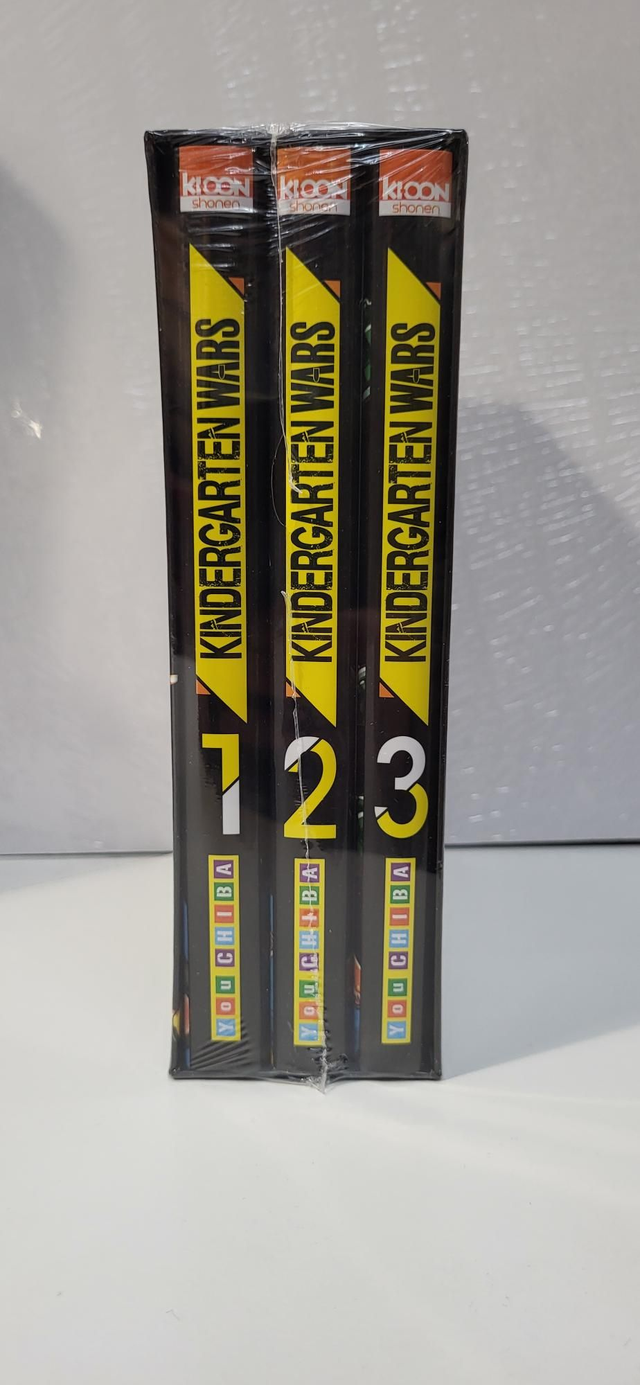 KI-OON
shonen
KINDERGARTEN WARS
1
You CHIBA
KI-OON
shonen
KINDERGARTEN WARS
2
You CHIBA
KI-OON
shonen
KINDERGARTEN WARS
3
You CHIBA